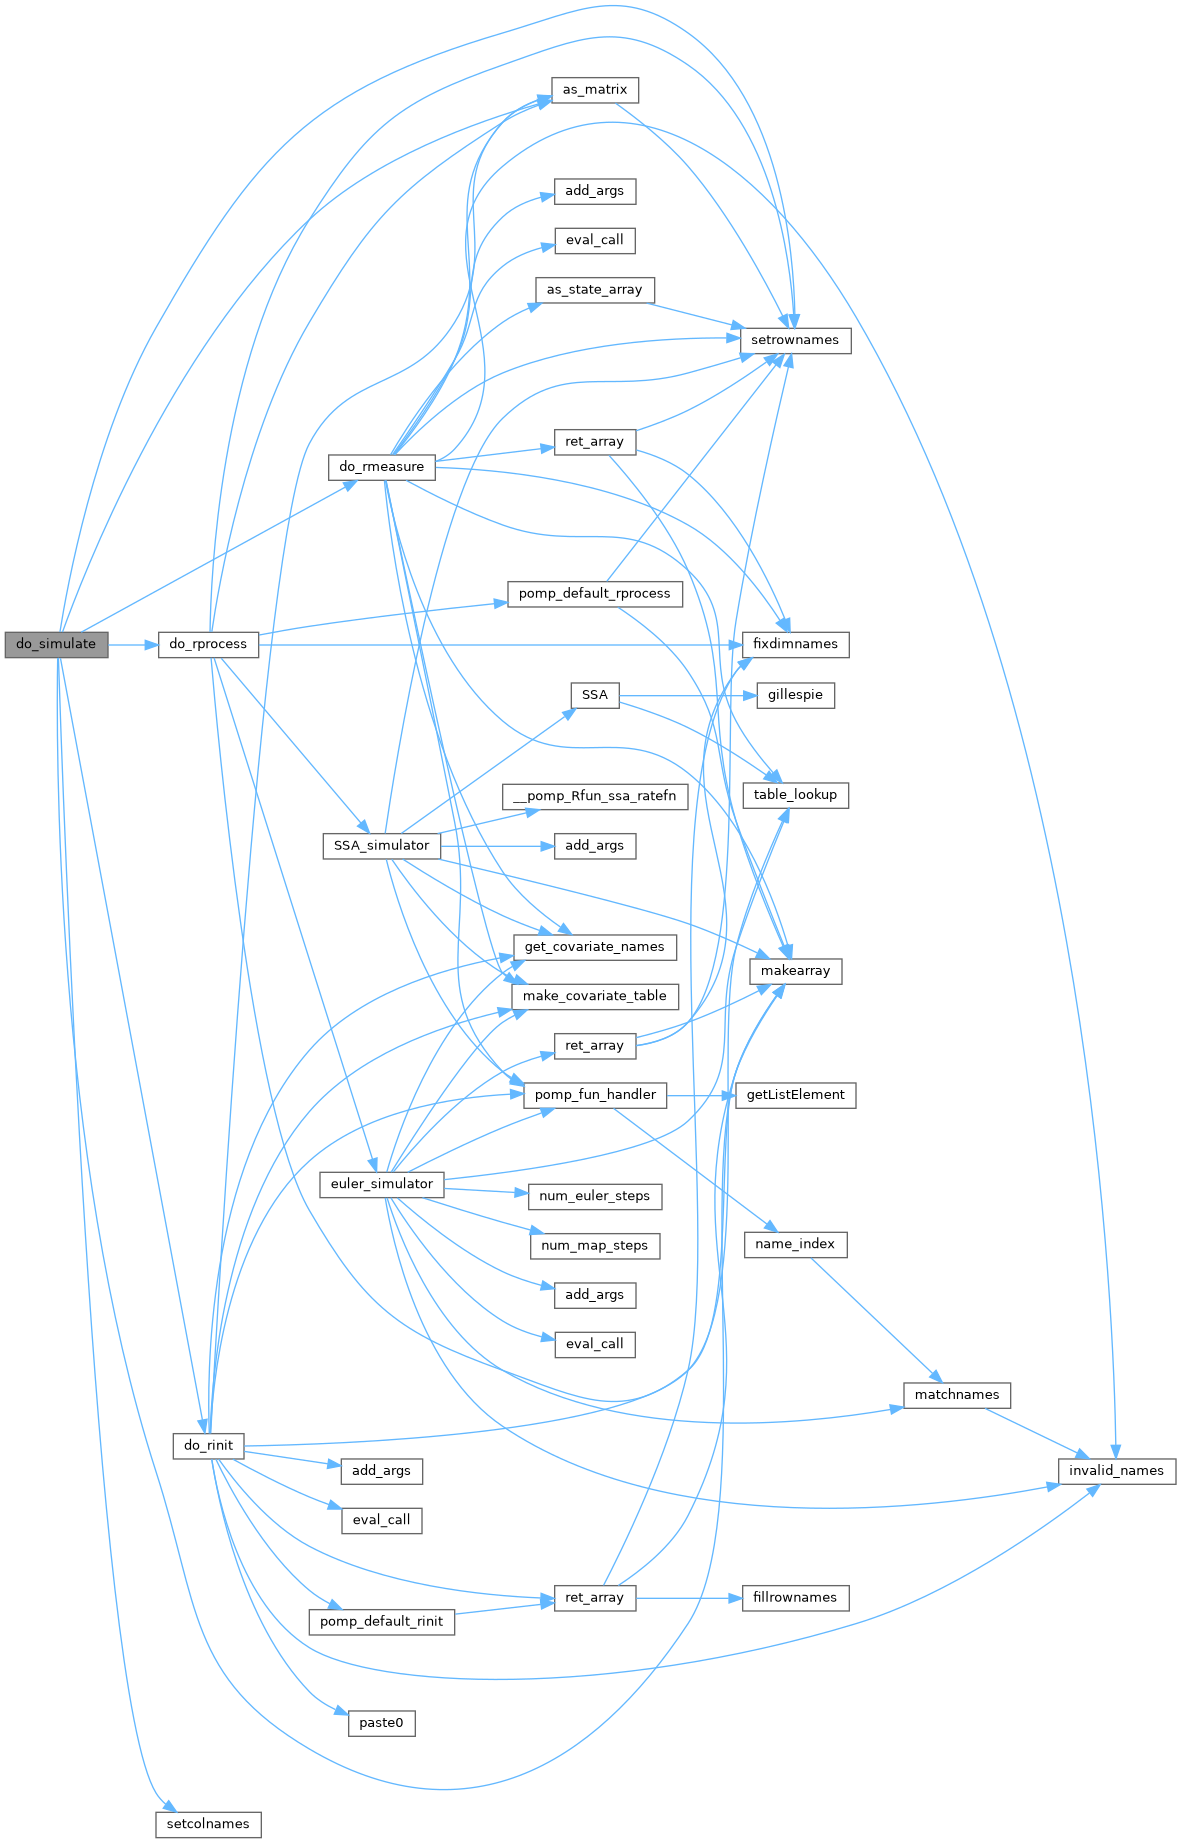 as_matrix
add_args
eval_call
as_state_array
setrownames
ret_array
do_rmeasure
pomp_default_rprocess
do_simulate
do_rprocess
fixdimnames
SSA
gillespie
__pomp_Rfun_ssa_ratefn
table_lookup
SSA_simulator
add_args
get_covariate_names
makearray
make_covariate_table
ret_array
pomp_fun_handler
getListElement
euler_simulator
num_euler_steps
num_map_steps
name_index
add_args
eval_call
matchnames
do_rinit
add_args
invalid_names
eval_call
ret_array
fillrownames
pomp_default_rinit
paste0
setcolnames